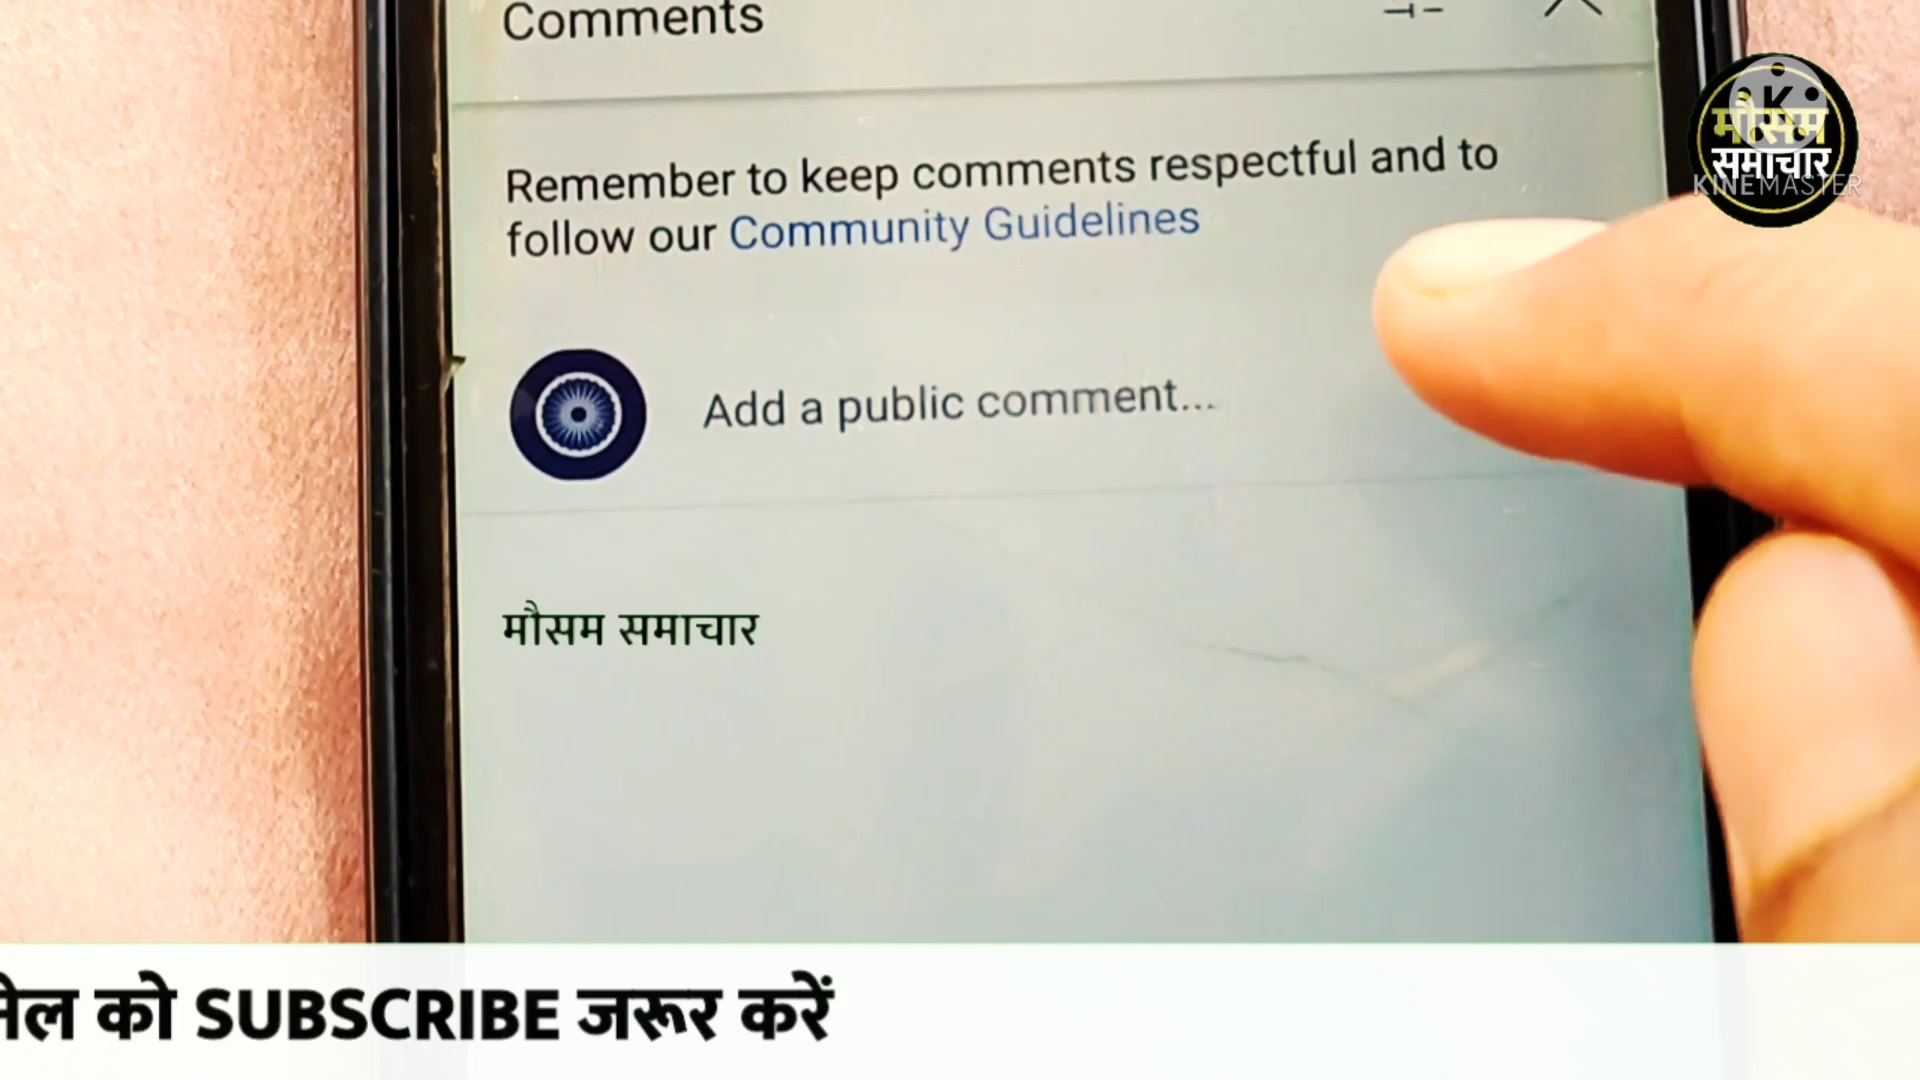 Comments
Remember to keep comments respectful and to
follow our Community Guidelines
Add a public comment...
मौसम समाचार
को SUBSCRIBE जरूर करें
K
मौसम
समाचार
KINEMASTER